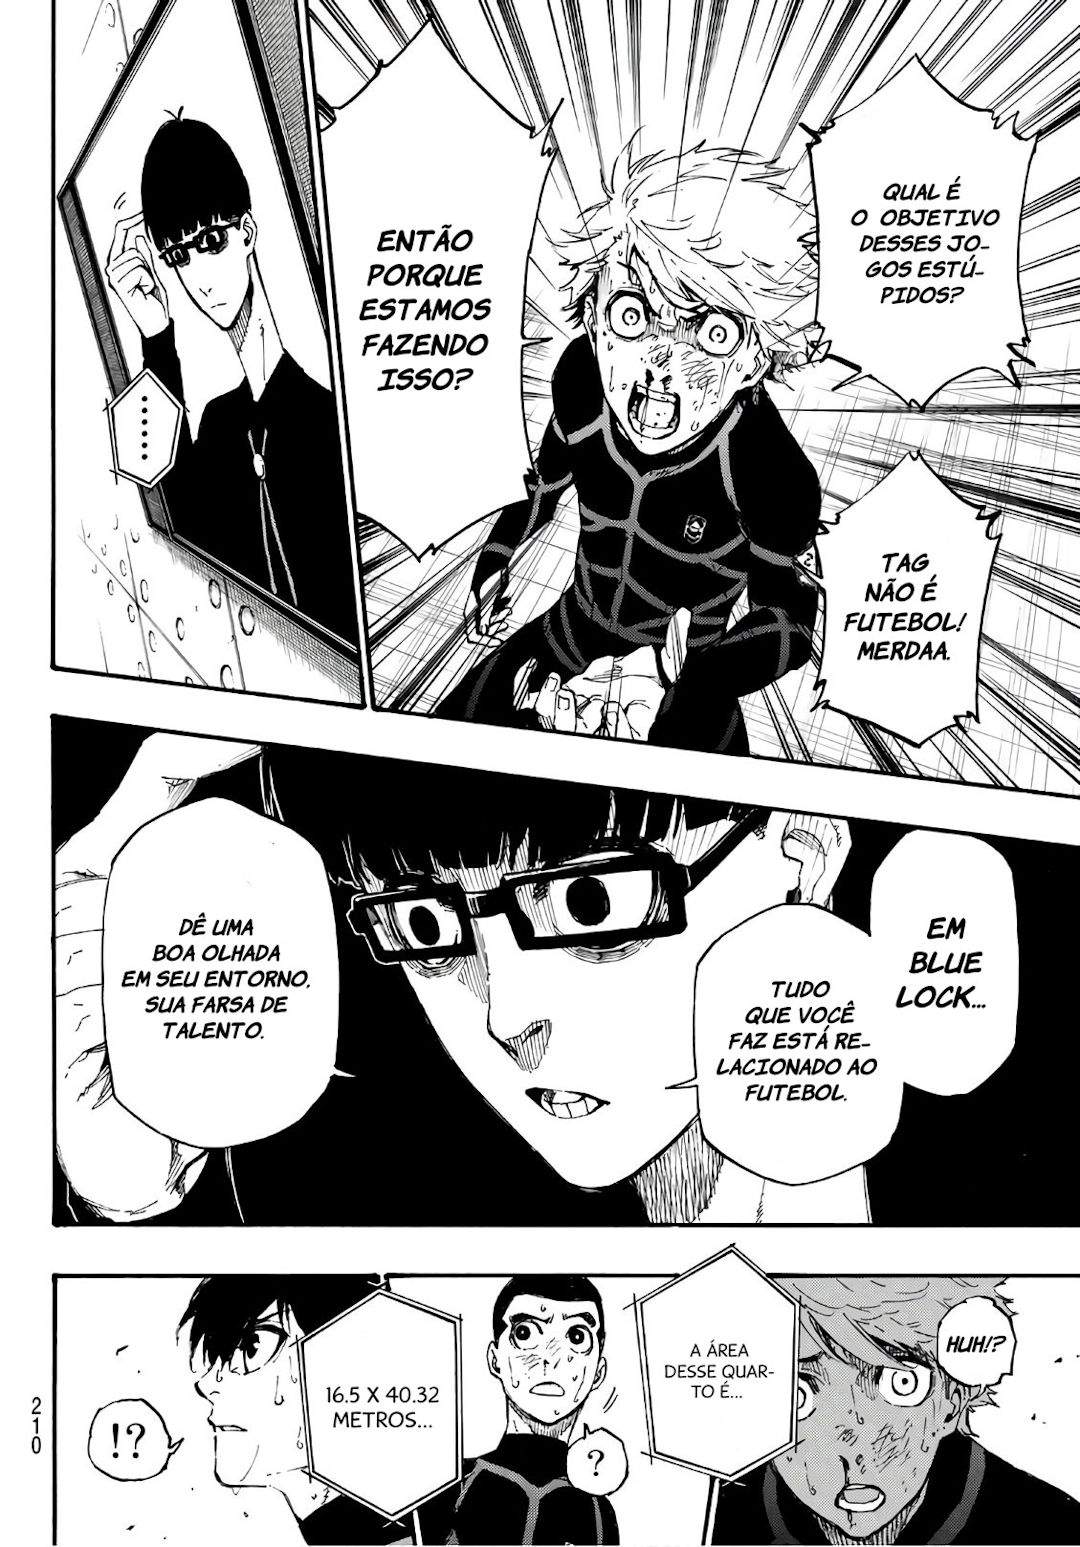 QUAL É
O OBJETIVO
DESSES JO-
GOS ESTÚ-
PIDOS?
TAG
NÃO É
FUTEBOL!
MERDAA.
ENTÃO
PORQUE
ESTAMOS
FAZENDO
ISSO?
......
EM
BLUE
LOCK...
TUDO
QUE VOCÊ
FAZ ESTÁ RE-
LACIONADO AO
FUTEBOL.
DÊ UMA
BOA OLHADA
EM SEU ENTORNO,
SUA FARSA DE
TALENTO.
HUH!?
A ÁREA
DESSE QUAR-
TO É...
?
16.5 X 40.32
METROS...
!?
210